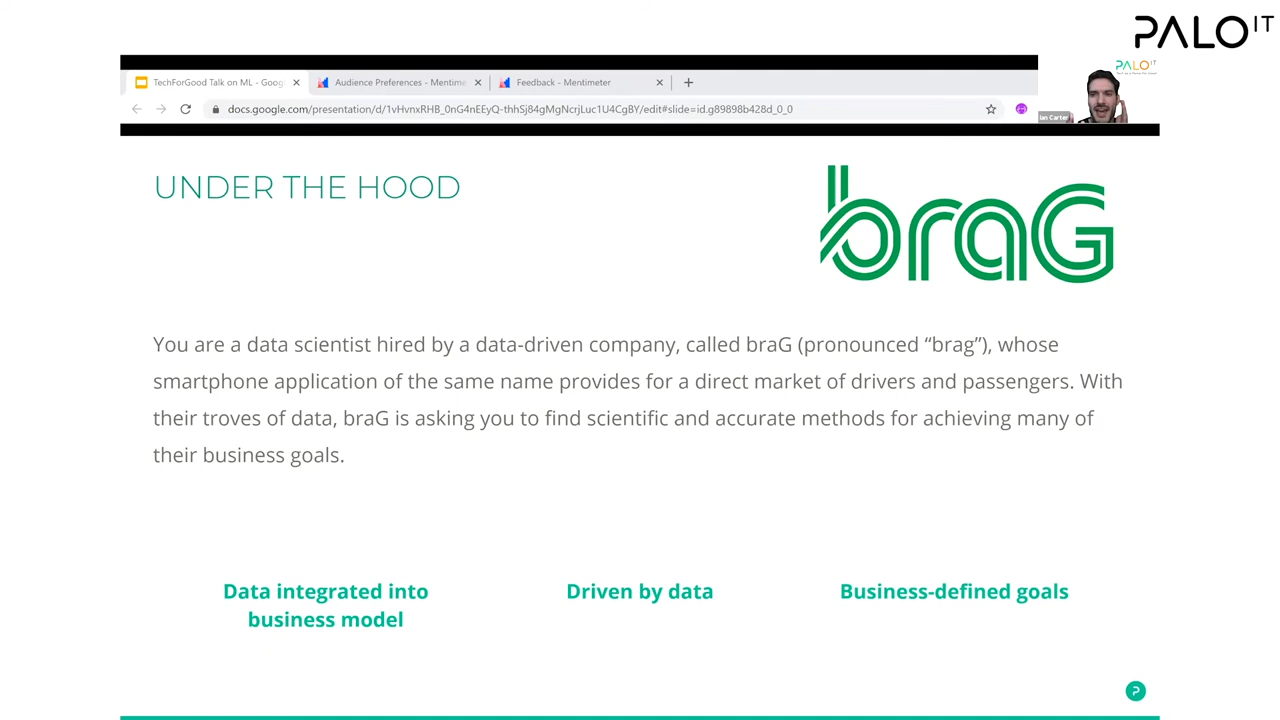 PALO IT
TechForGood Talk on ML - Goog
Audience Preferences - Mentime
Feedback - Mentimeter
docs.google.com/presentation/d/1vHvnxRHB_0nG4nEEyQ-thhSj84gMgNcrjLuc1U4CgBY/edit#slide=id.g89898b428d_0_0
PALO IT
Ian Carter
UNDER THE HOOD
braG
You are a data scientist hired by a data-driven company, called braG (pronounced “brag”), whose
smartphone application of the same name provides for a direct market of drivers and passengers. With
their troves of data, braG is asking you to find scientific and accurate methods for achieving many of
their business goals.
Data integrated into
business model
Driven by data
Business-defined goals